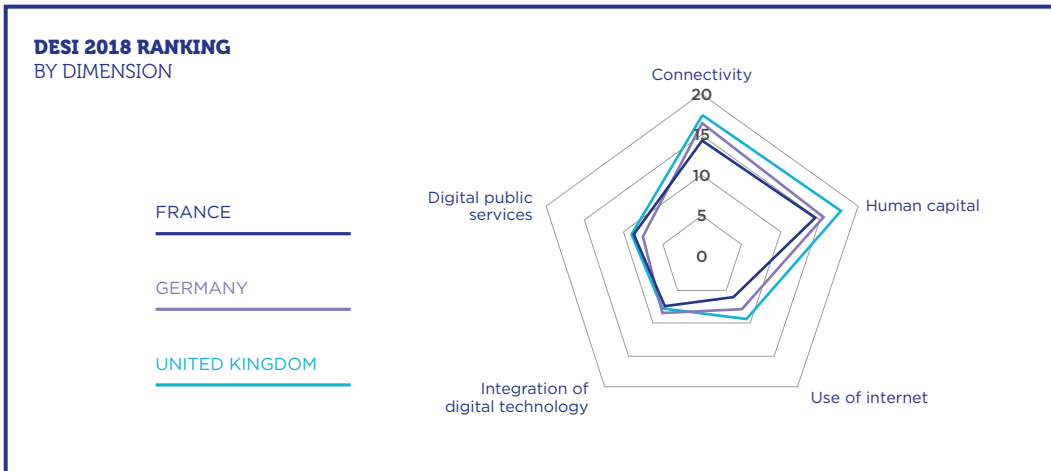 DESI 2018 RANKING
BY DIMENSION
Connectivity
20
15
10
5
0
Human capital
Use of internet
Integration of
digital technology
Digital public
services
FRANCE
GERMANY
UNITED KINGDOM